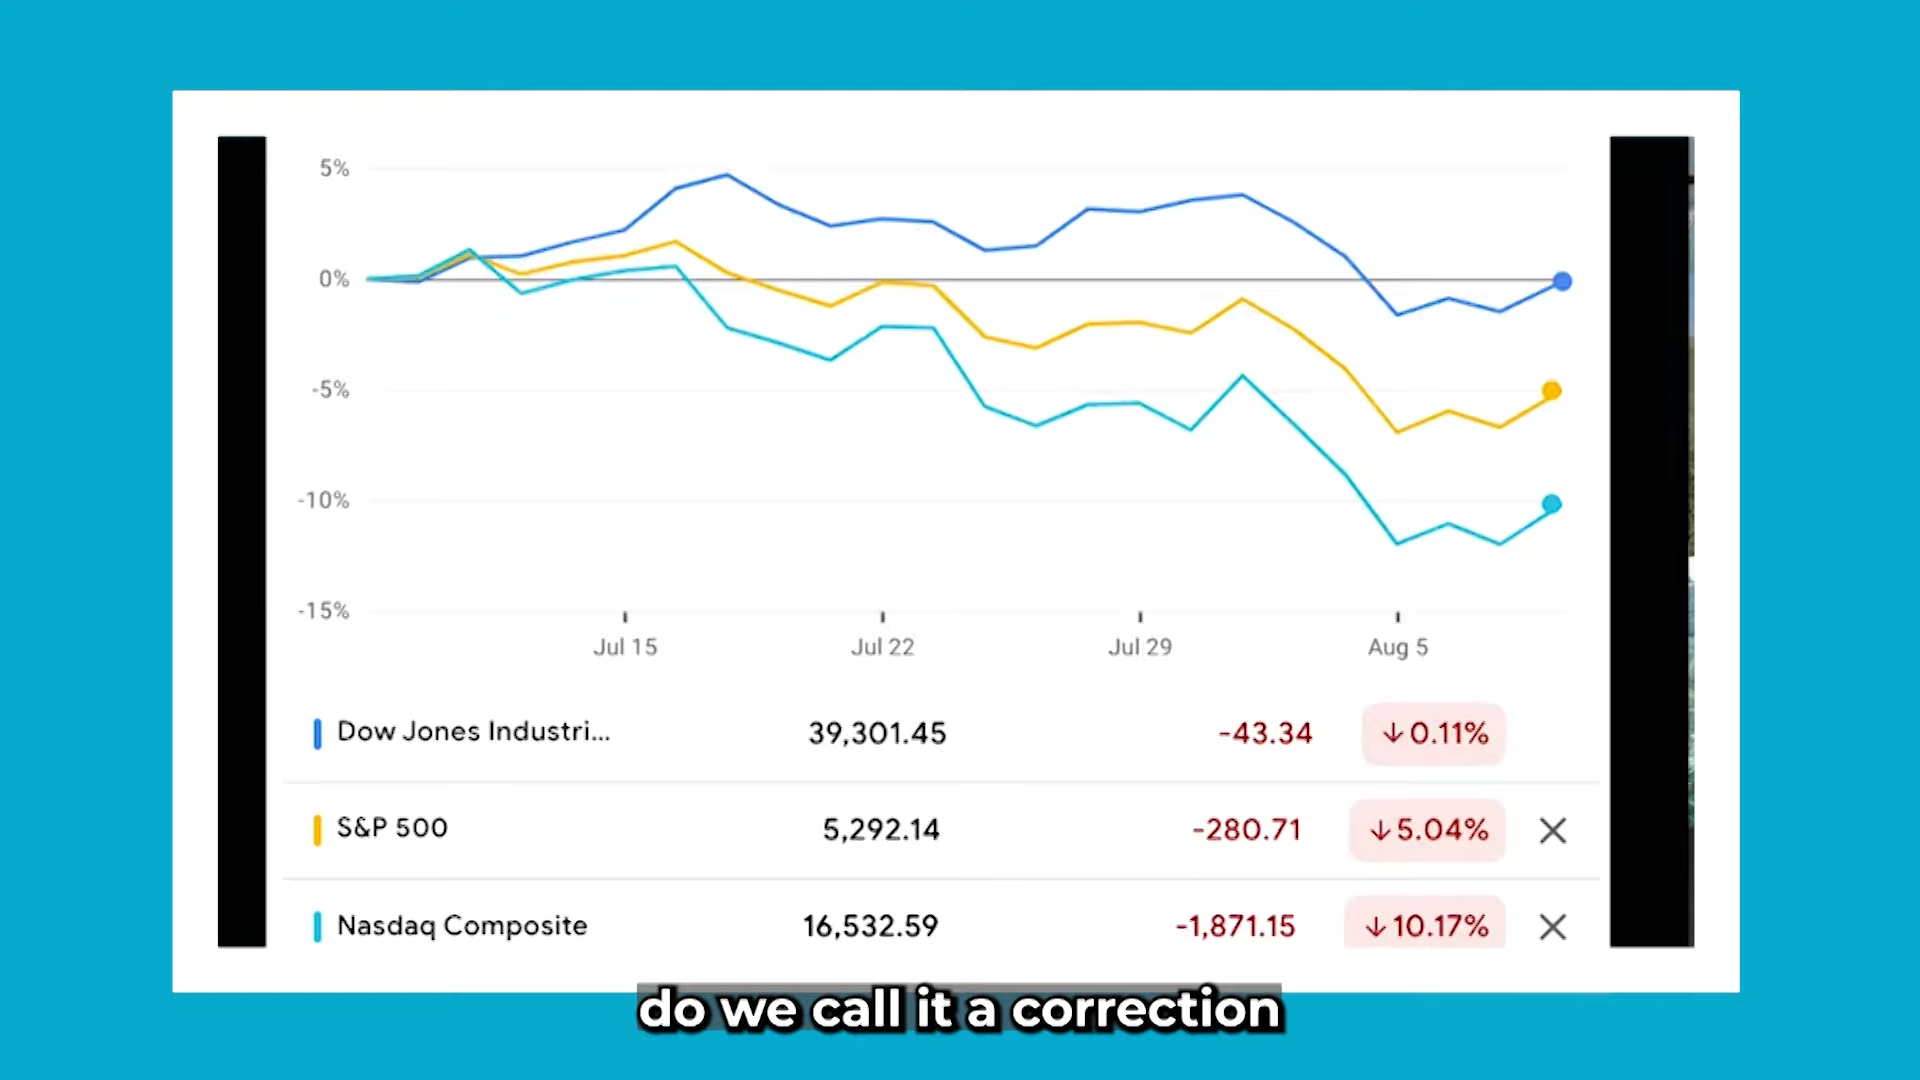 5%
0%
-5%
-10%
-15%
Jul 15 Jul 22 Jul 29 Aug 5
Dow Jones Industri... 39,301.45 -43.34 ↓0.11%
S&P 500 5,292.14 -280.71 ↓5.04%
Nasdaq Composite 16,532.59 -1,871.15 ↓10.17%
do we call it a correction